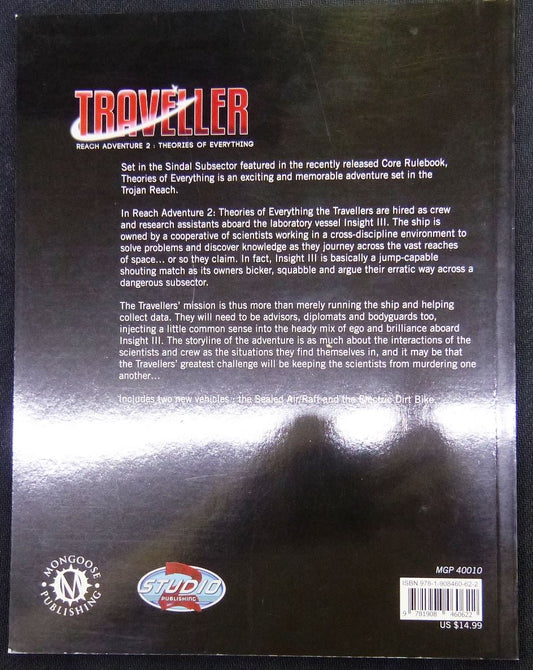 TRAVELLER
REACH ADVENTURE 2 : THEORIES OF EVERYTHING
Set in the Sindal Subsector featured in the recently released Core Rulebook,
Theories of Everything is an exciting and memorable adventure set in the
Trojan Reach.
In Reach Adventure 2: Theories of Everything the Travellers are hired as crew
and research assistants aboard the laboratory vessel Insight III. The ship is
owned by a cooperative of scientists working in a cross-discipline environment to
solve problems and discover knowledge as they journey across the vast reaches
of space... or so they claim. In fact, Insight III is basically a jump-capable
shouting match as its owners bicker, squabble and argue their erratic way across a
dangerous subsector.
The Travellers' mission is thus more than merely running the ship and helping
collect data. They will need to be advisors, diplomats and bodyguards too,
injecting a little common sense into the heady mix of ego and brilliance aboard
Insight III. The storyline of the adventure is as much about the interactions of the
scientists and crew as the situations they find themselves in, and it may be that
the Travellers' greatest challenge will be keeping the scientists from murdering one
another...
Includes two new vehicles : the Sealed Air/Raft and the Electric Dirt Bike.
MGP 40010
MONGOOSE
M
PUBLISHING
STUDIO
2
PUBLISHING
ISBN 978-1-908460-62-2
9 781908 460622
US $14.99